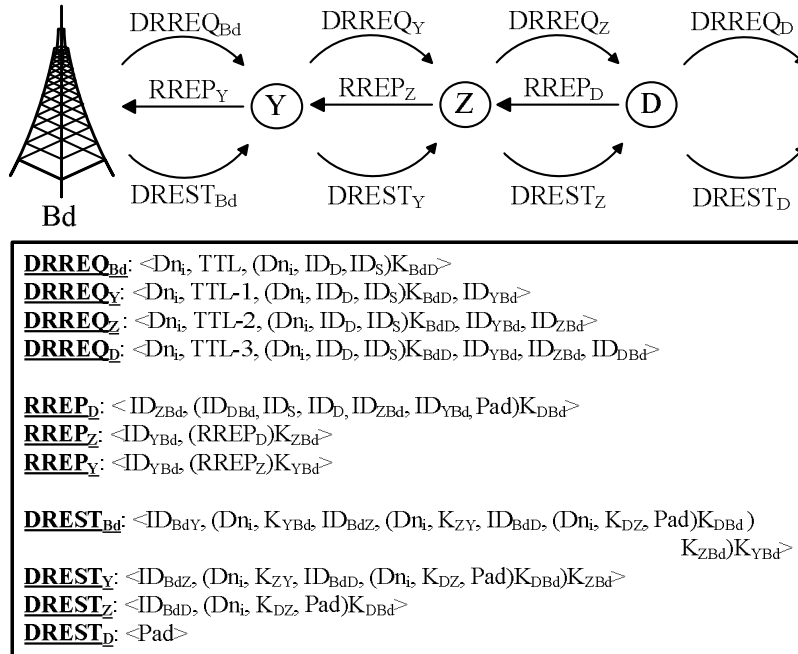 DRREQBd DRREQY DRREQZ DRREQD
RREPY Y RREPZ Z RREPD D
DRESTBd DRESTY DRESTZ DRESTD
Bd
DRREQBd: <Dni, TTL, (Dni, IDD, IDS)KBdD>
DRREQY: <Dni, TTL-1, (Dni, IDD, IDS)KBdD, IDYBd>
DRREQZ: <Dni, TTL-2, (Dni, IDD, IDS)KBdD, IDYBd, IDZBd>
DRREQD: <Dni, TTL-3, (Dni, IDD, IDS)KBdD, IDYBd, IDZBd, IDDBd>
RREPD: < IDZBd, (IDDBd, IDS, IDD, IDZBd, IDYBd, Pad)KDBd>
RREPZ: <IDYBd, (RREPD)KZBd>
RREPY: <IDYBd, (RREPZ)KYBd>
DRESTBd: <IDBdY, (Dni, KYBd, IDBdZ, (Dni, KZY, IDBdD, (Dni, KDZ, Pad)KDBd)
KZBd)KYBd>
DRESTY: <IDBdZ, (Dni, KZY, IDBdD, (Dni, KDZ, Pad)KDBd)KZBd>
DRESTZ: <IDBdD, (Dni, KDZ, Pad)KDBd>
DRESTD: <Pad>